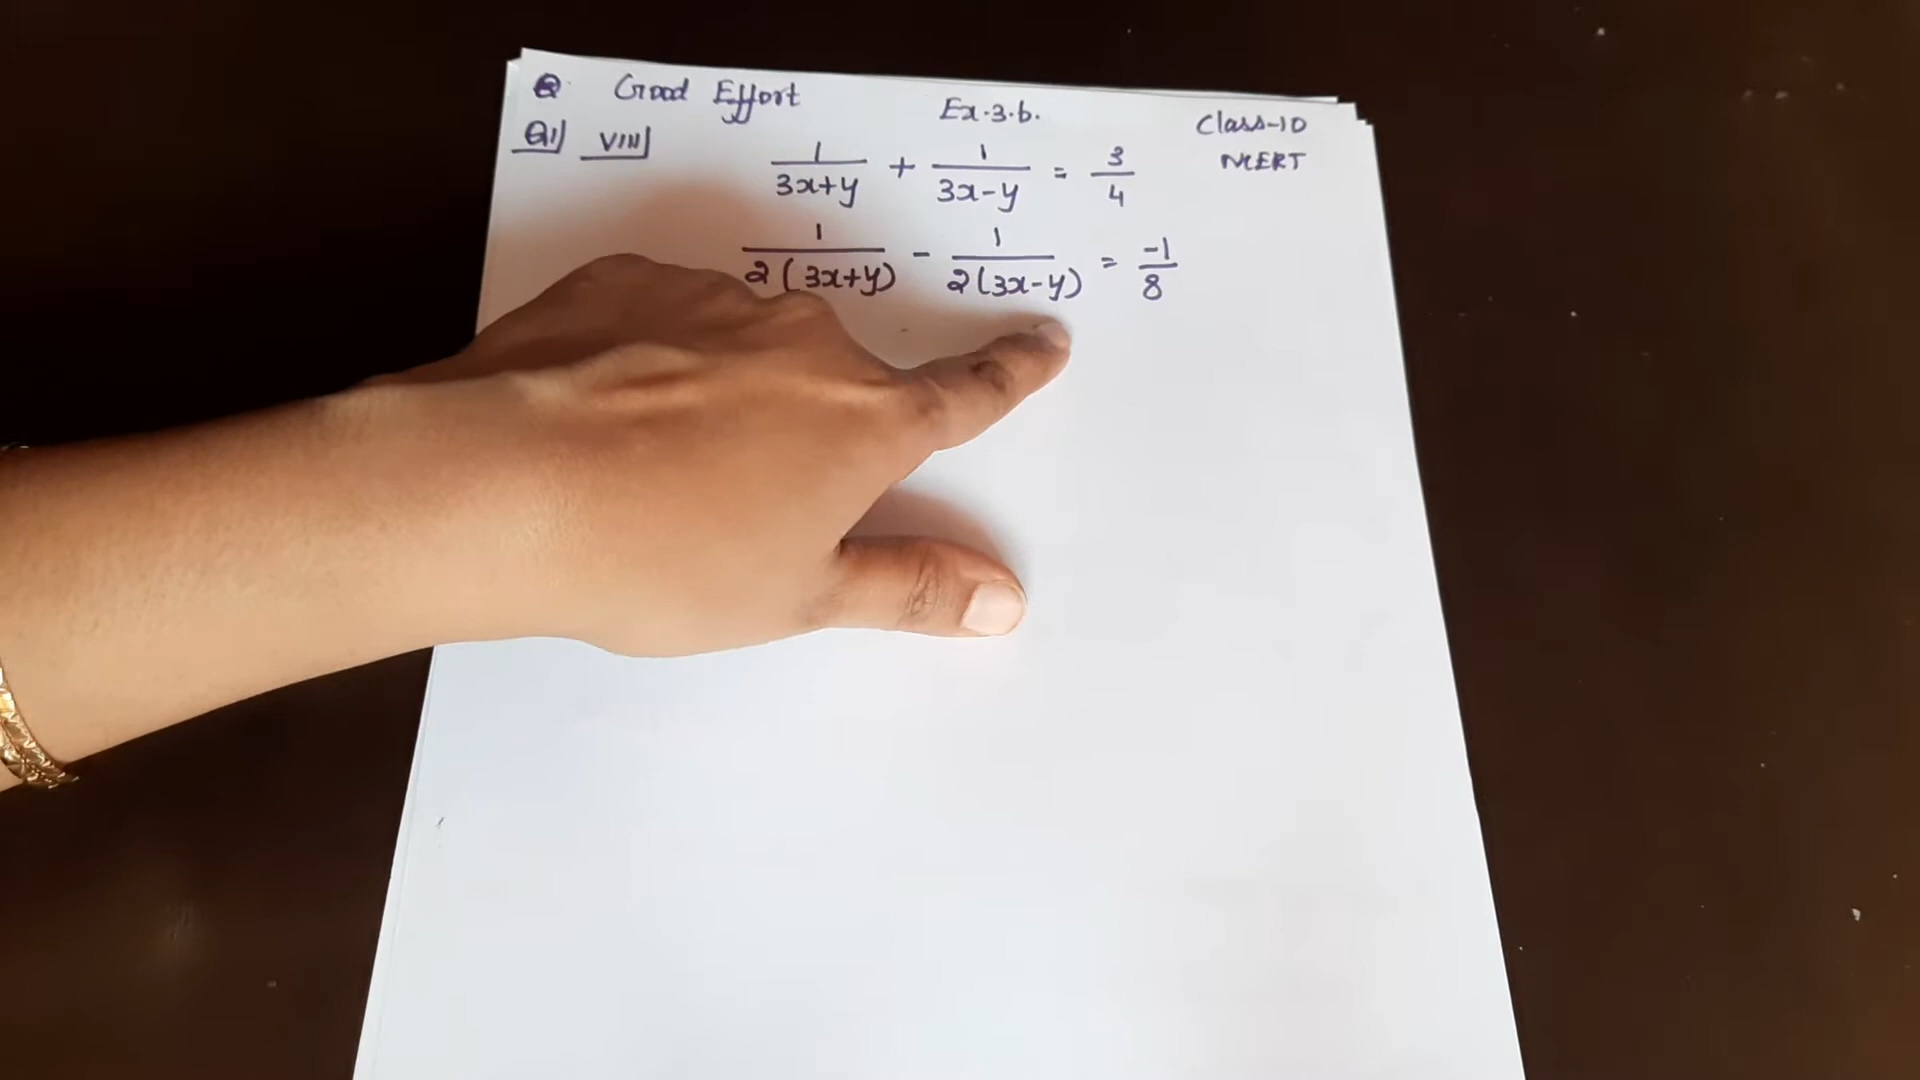 Q Good Effort Ex.3.6. Class-10
Q1) VIII) NCERT
1/(3x+y) + 1/(3x-y) = 3/4
1/2(3x+y) - 1/2(3x-y) = -1/8